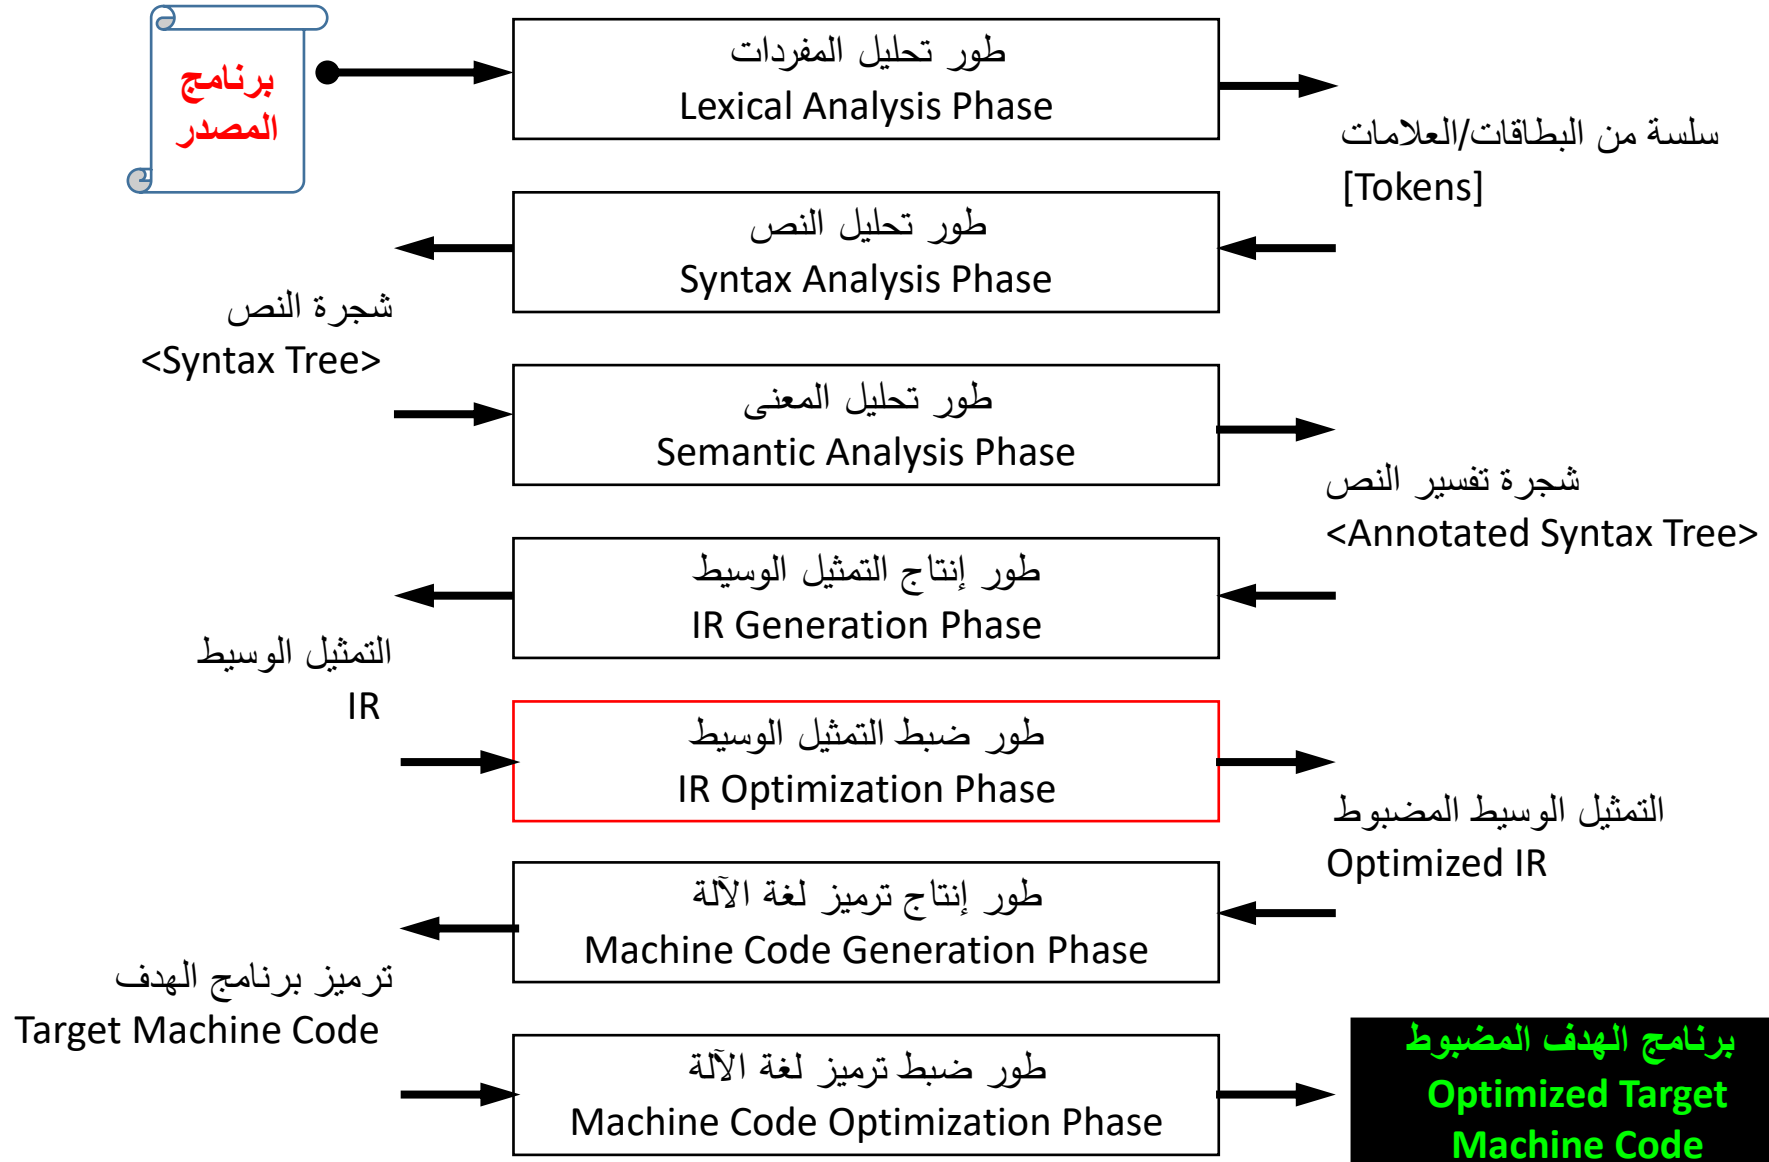 برنامج
المصدر
طور تحليل المفردات
Lexical Analysis Phase
سلسة من البطاقات/العلامات
[Tokens]
طور تحليل النص
Syntax Analysis Phase
شجرة النص
<Syntax Tree>
طور تحليل المعنى
Semantic Analysis Phase
شجرة تفسير النص
<Annotated Syntax Tree>
طور إنتاج التمثيل الوسيط
IR Generation Phase
التمثيل الوسيط
IR
طور ضبط التمثيل الوسيط
IR Optimization Phase
التمثيل الوسيط المضبوط
Optimized IR
طور إنتاج ترميز لغة الآلة
Machine Code Generation Phase
ترميز برنامج الهدف
Target Machine Code
طور ضبط ترميز لغة الآلة
Machine Code Optimization Phase
برنامج الهدف المضبوط
Optimized Target
Machine Code